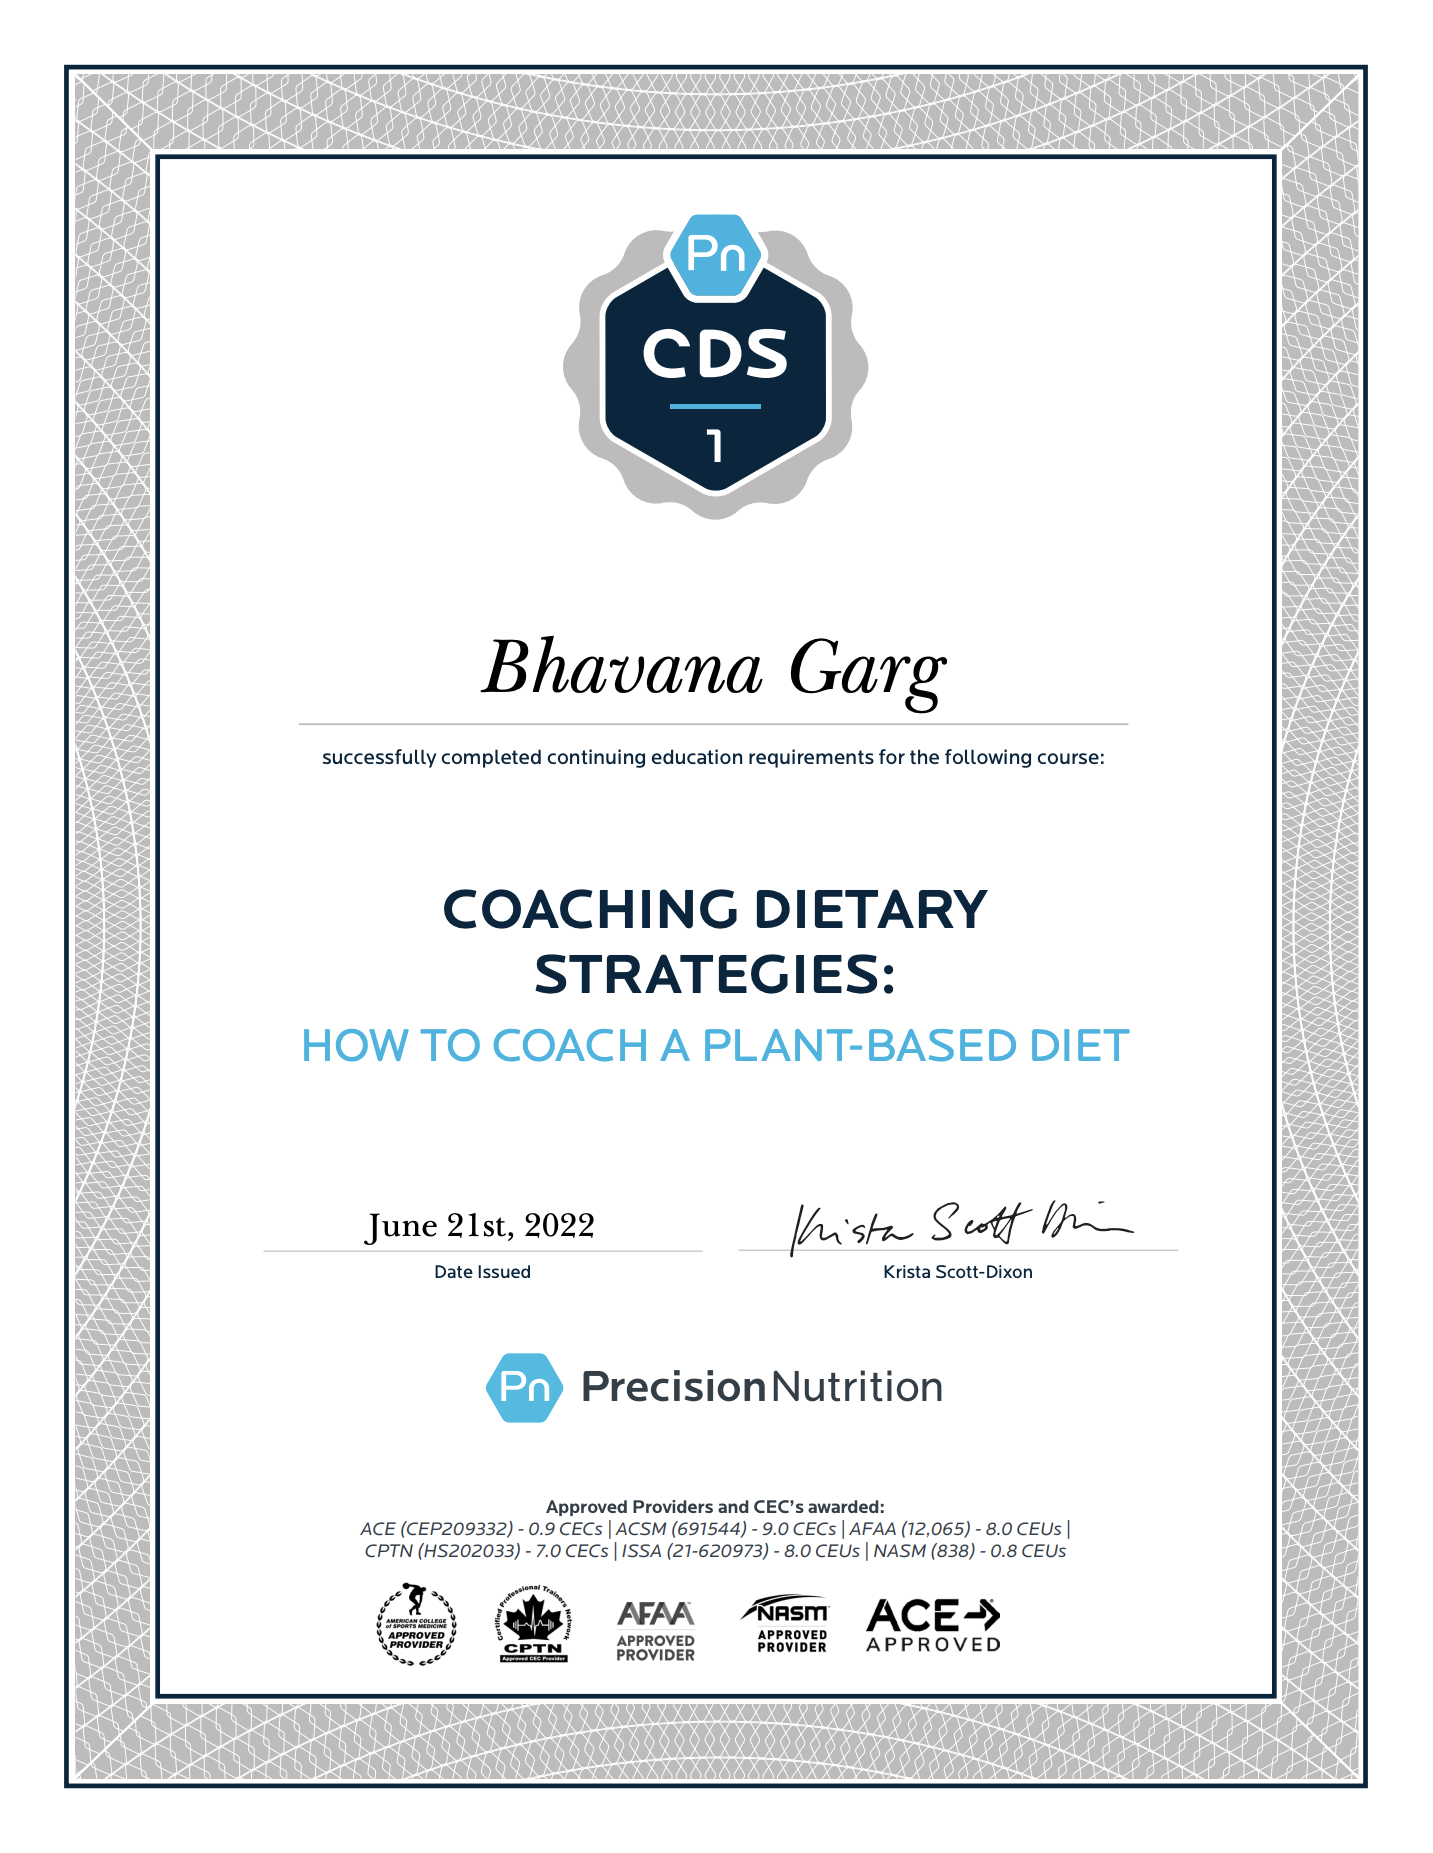 Pn
CDS
1
Bhavana Garg
successfully completed continuing education requirements for the following course:
COACHING DIETARY
STRATEGIES:
HOW TO COACH A PLANT-BASED DIET
June 21st, 2022
Krista Scott Dixon
Date Issued
Krista Scott-Dixon
Pn PrecisionNutrition
Approved Providers and CEC's awarded:
ACE (CEP209332) - 0.9 CECs | ACSM (691544) - 9.0 CECs | AFAA (12,065) - 8.0 CEUs |
CPTN (HS202033) - 7.0 CECs | ISSA (21-620973) - 8.0 CEUs | NASM (838) - 0.8 CEUs
AMERICAN COLLEGE
of SPORTS MEDICINE
APPROVED
PROVIDER
Certified Professional Trainers Network
CPTN
Approved CEC Provider
AFAA
APPROVED
PROVIDER
NASM
APPROVED
PROVIDER
ACE
APPROVED